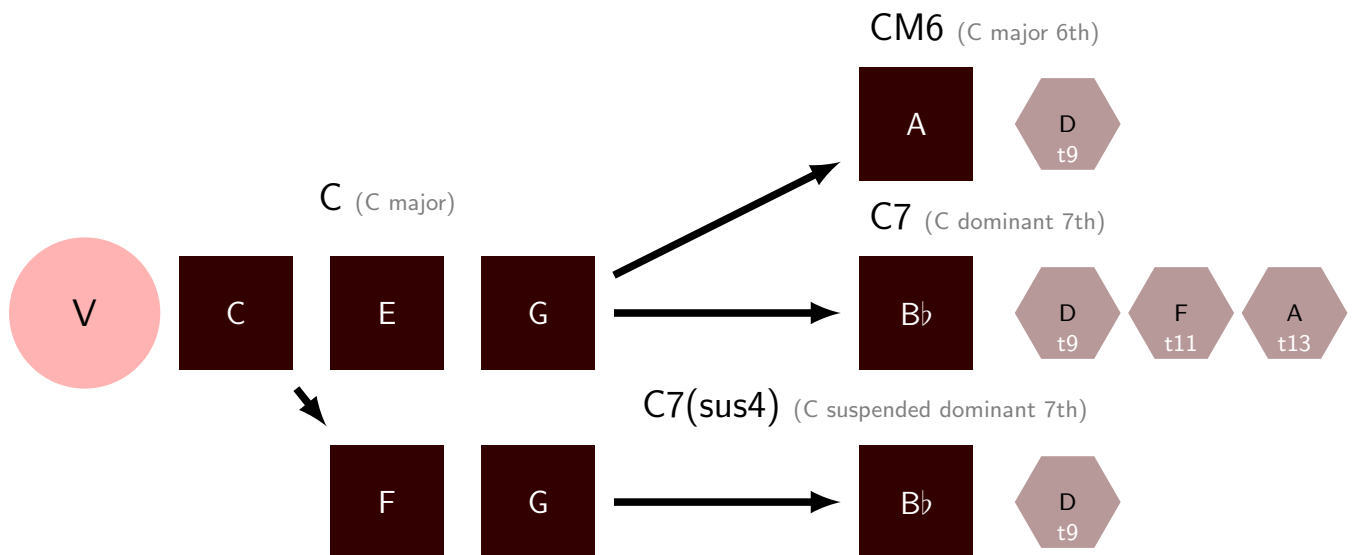 CM6 (C major 6th)
A D
t9
C (C major)
C7 (C dominant 7th)
V C E G B♭ D F A
t9 t11 t13
C7(sus4) (C suspended dominant 7th)
F G B♭ D
t9